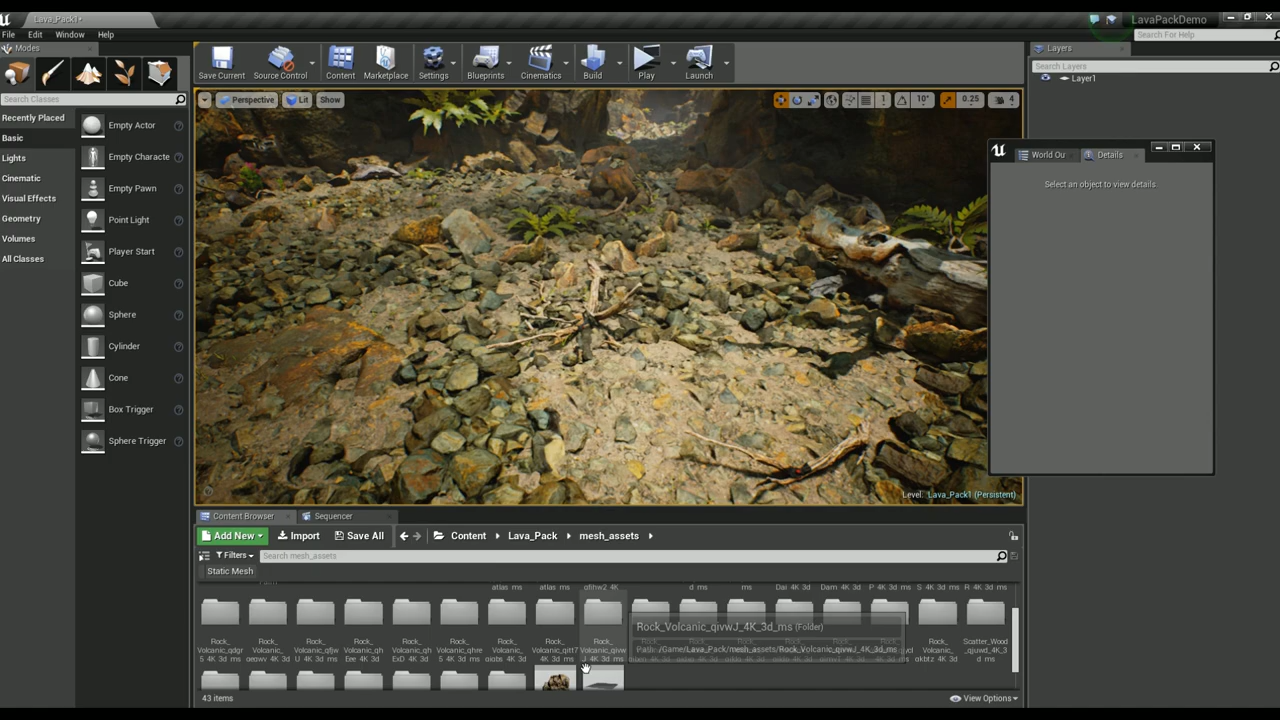 Lava_Pack1•
LavaPackDemo
File Edit Window Help
Search For Help
Modes
Layers
Search Classes
Search Layers
Layer1
Save Current
Source Control
Content
Marketplace
Settings
Blueprints
Cinematics
Build
Play
Launch
Perspective
Lit
Show
10°
0.25
4
Recently Placed
Basic
Lights
Cinematic
Visual Effects
Geometry
Volumes
All Classes
Empty Actor
Empty Characte
Empty Pawn
Point Light
Player Start
Cube
Sphere
Cylinder
Cone
Box Trigger
Sphere Trigger
World Ou
Details
Select an object to view details
Level: Lava_Pack1 (Persistent)
Content Browser
Sequencer
Add New
Import
Save All
Content
Lava_Pack
mesh_assets
Filters
Search mesh_assets
Static Mesh
Rock_Volcanic_qivwJ_4K_3d_ms (Folder)
Path: /Game/Lava_Pack/mesh_assets/Rock_Volcanic_qivwJ_4K_3d_ms
Scatter_Wood
43 items
View Options